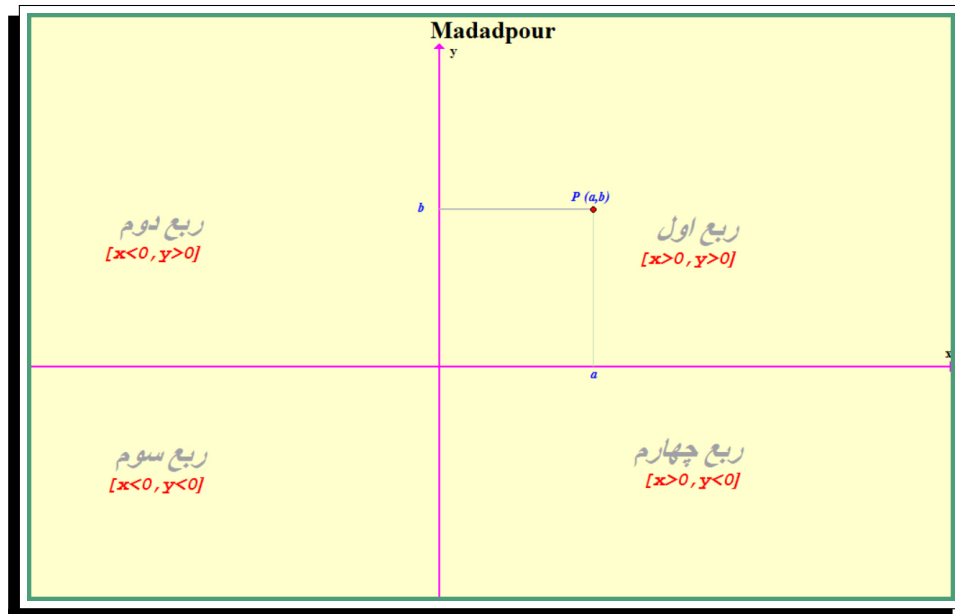 Madadpour
y
P (a,b)
b
ربع دوم
[x<0,y>0]
ربع اول
[x>0,y>0]
x
a
ربع سوم
[x<0,y<0]
ربع چهارم
[x>0,y<0]